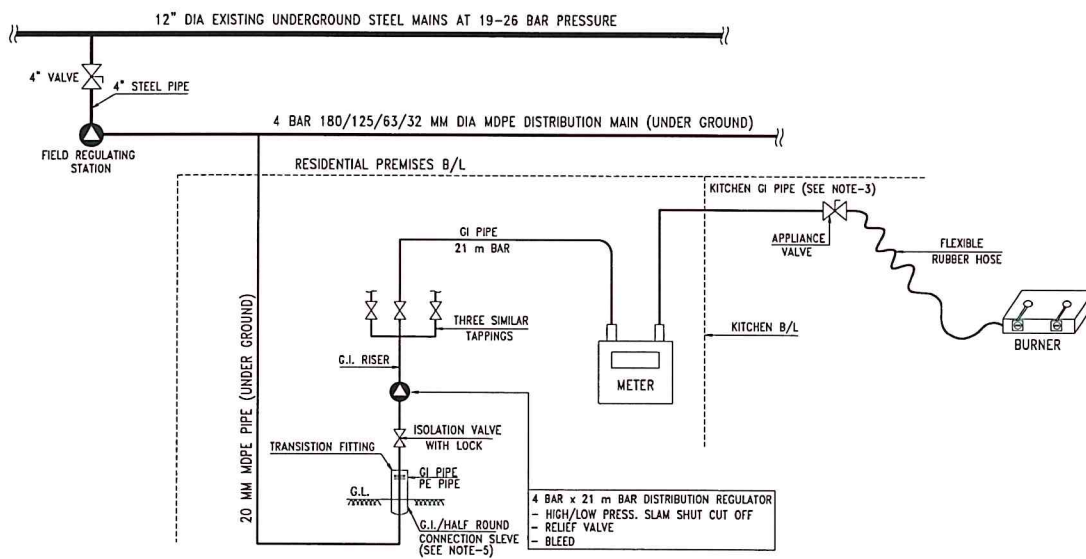 12" DIA EXISTING UNDERGROUND STEEL MAINS AT 19-26 BAR PRESSURE
4" VALVE
4" STEEL PIPE
4 BAR 180/125/63/32 MM DIA MDPE DISTRIBUTION MAIN (UNDER GROUND)
FIELD REGULATING
STATION
RESIDENTIAL PREMISES B/L
KITCHEN GI PIPE (SEE NOTE-3)
GI PIPE
21 m BAR
APPLIANCE
VALVE
FLEXIBLE
RUBBER HOSE
THREE SIMILAR
TAPPINGS
KITCHEN B/L
BURNER
G.I. RISER
METER
20 MM MDPE PIPE (UNDER GROUND)
ISOLATION VALVE
WITH LOCK
TRANSISTION FITTING
GI PIPE
PE PIPE
G.L.
G.I./HALF ROUND
CONNECTION SLEVE
(SEE NOTE-5)
4 BAR x 21 m BAR DISTRIBUTION REGULATOR
- HIGH/LOW PRESS. SLAM SHUT CUT OFF
- RELIEF VALVE
- BLEED